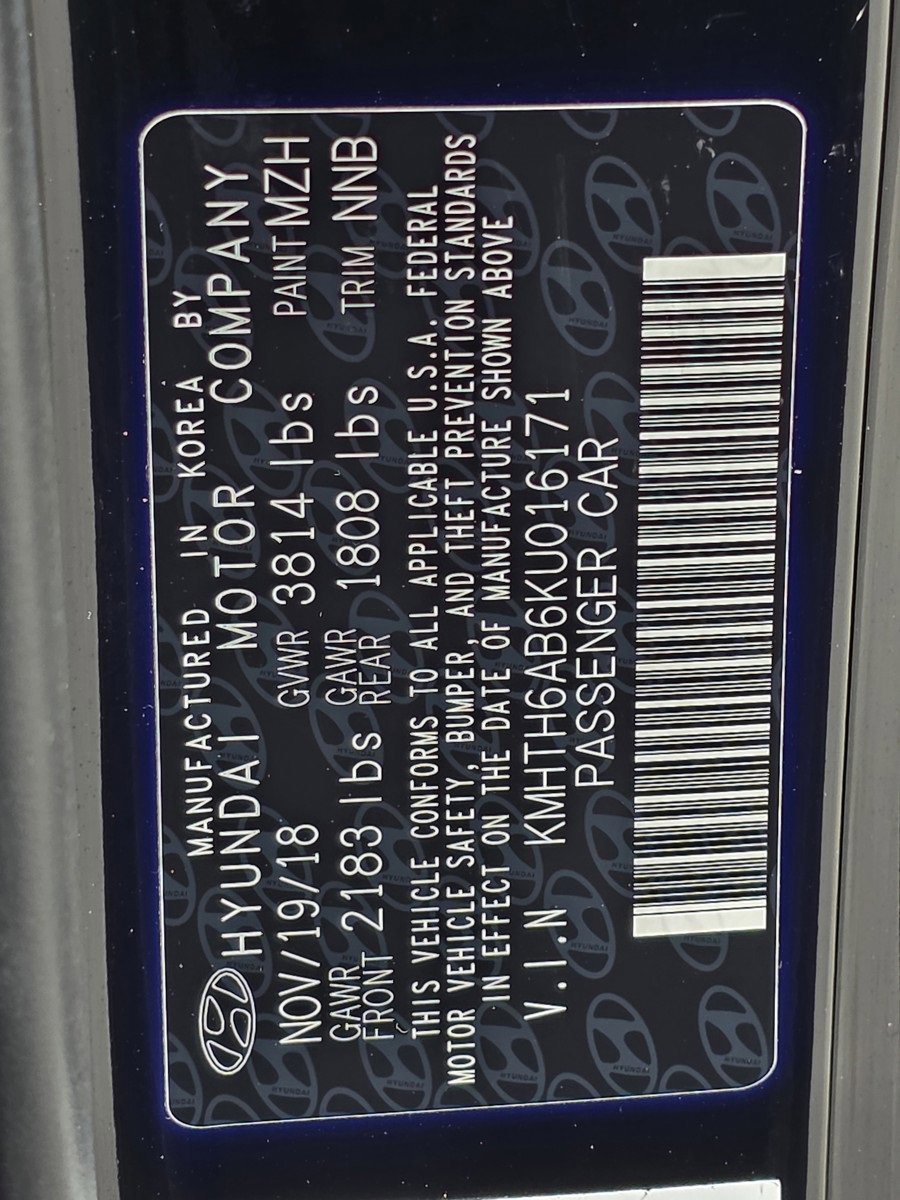 MANUFACTURED IN KOREA BY
HYUNDAI MOTOR COMPANY
NOV/19/18 GVWR 3814 lbs PAINT MZH
GAWR FRONT 2183 lbs GAWR REAR 1808 lbs TRIM NNB
THIS VEHICLE CONFORMS TO ALL APPLICABLE U.S.A. FEDERAL
MOTOR VEHICLE SAFETY, BUMPER, AND THEFT PREVENTION STANDARDS
IN EFFECT ON THE DATE OF MANUFACTURE SHOWN ABOVE
V.I.N KMHTH6AB6KU016171
PASSENGER CAR